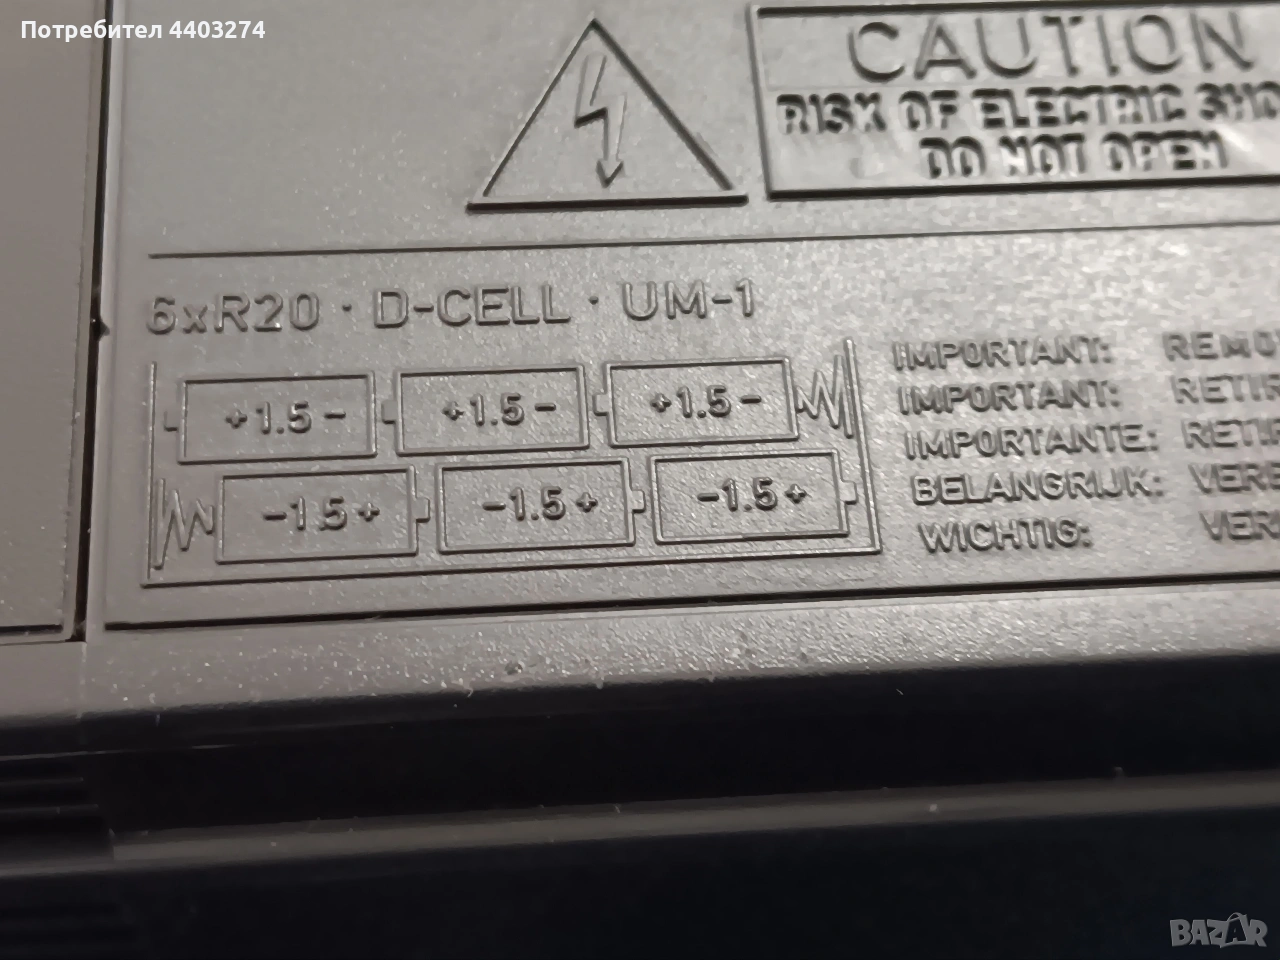 Потребител 4403274
CAUTION
RISK OF ELECTRIC
DO NOT OPEN
6xR20 · D-CELL · UM-1
+1.5- +1.5- +1.5-
-1.5+ -1.5+ -1.5+
IMPORTANT:
IMPORTANT:
IMPORTANTE:
BELANGRIJK:
WICHTIG:
BAZAR